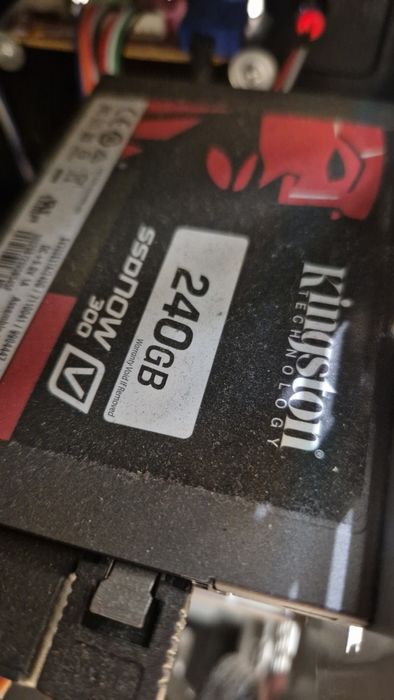 Kingston®
TECHNOLOGY
240GB
Warranty Void If Removed
SSDNOW
300
V